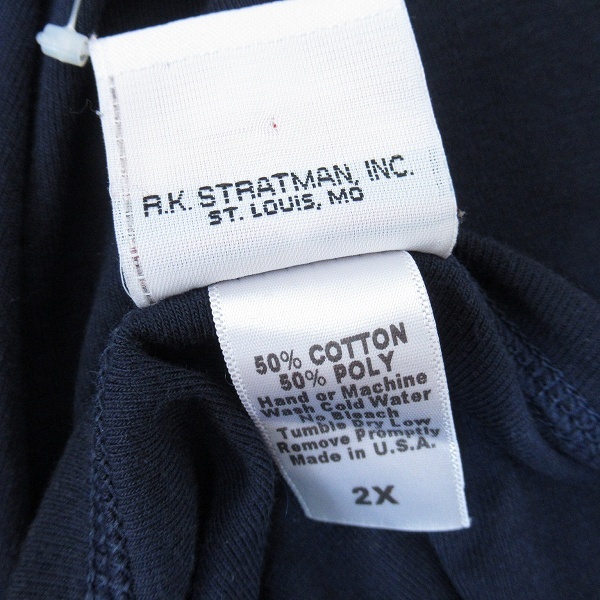 R.K. STRATMAN, INC.
ST. LOUIS, MO
50% COTTON
50% POLY
Hand or Machine
Wash Cold Water
No Bleach
Tumble Dry Low
Remove Promptly
Made in U.S.A.
2X